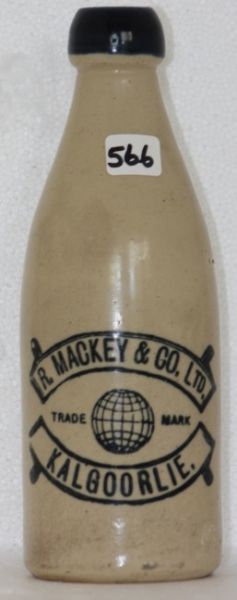 566
R. MACKEY & CO. LTD.
TRADE MARK
KALGOORLIE.